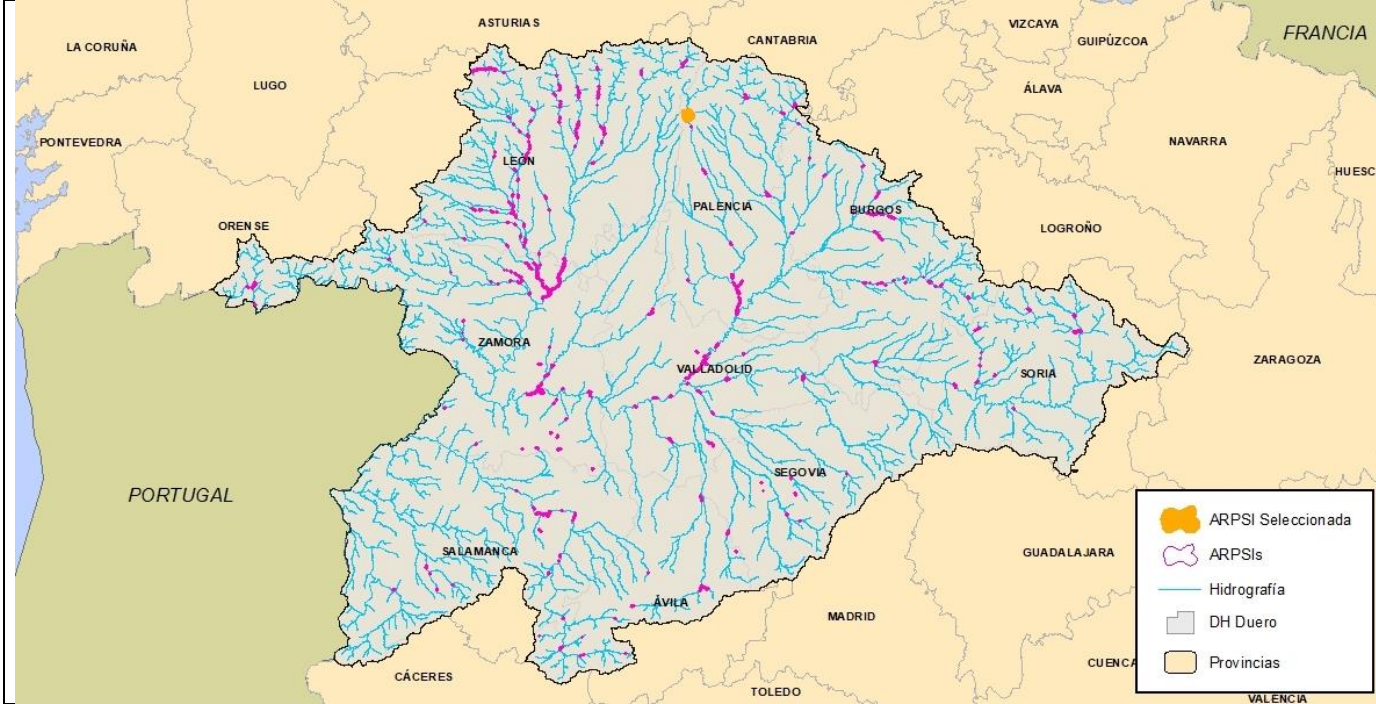 ASTURIAS
VIZCAYA
FRANCIA
LA CORUÑA
CANTABRIA
GUIPÚZCOA
LUGO
ÁLAVA
PONTEVEDRA
NAVARRA
LEÓN
HUESC
PALENCIA
BURGOS
ORENSE
LOGROÑO
ZAMORA
VALLADOLID
ZARAGOZA
SORIA
SEGOVIA
PORTUGAL
SALAMANCA
GUADALAJARA
ÁVILA
MADRID
CÁCERES
CUENCA
TOLEDO
VALENCIA
ARPSI Seleccionada
ARPSIs
Hidrografía
DH Duero
Provincias